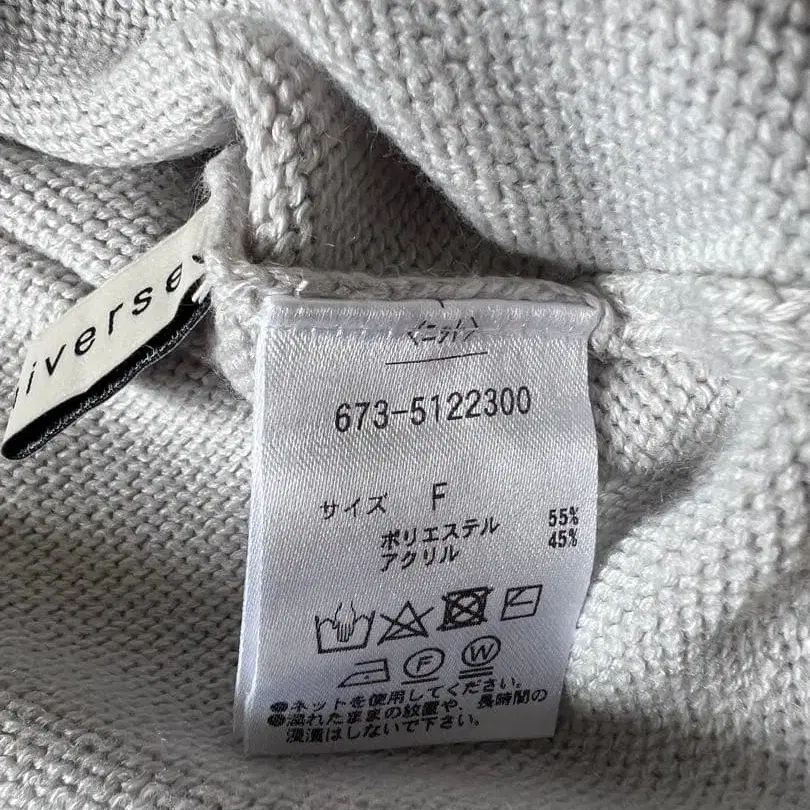 iverse
〈ニット〉
673-5122300
サイズ F
ポリエステル 55%
アクリル 45%
F W
●ネットを使用してください。
●濡れたままの放置や、長時間の
浸漬はしないで下さい。